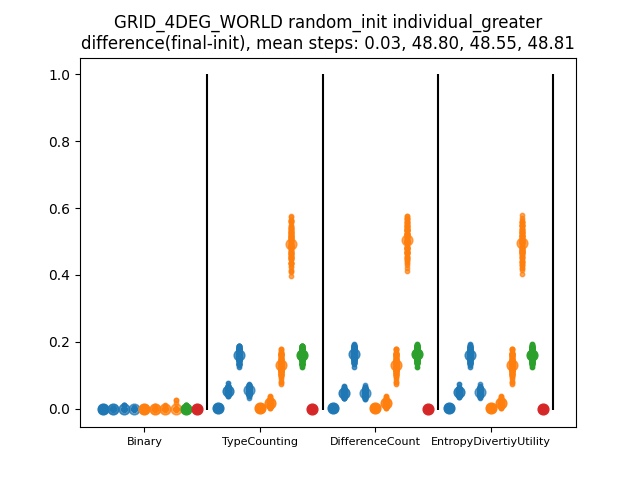 GRID_4DEG_WORLD random_init individual_greater
difference(final-init), mean steps: 0.03, 48.80, 48.55, 48.81
1.0
0.8
0.6
0.4
0.2
0.0
Binary TypeCounting DifferenceCount EntropyDivertiyUtility